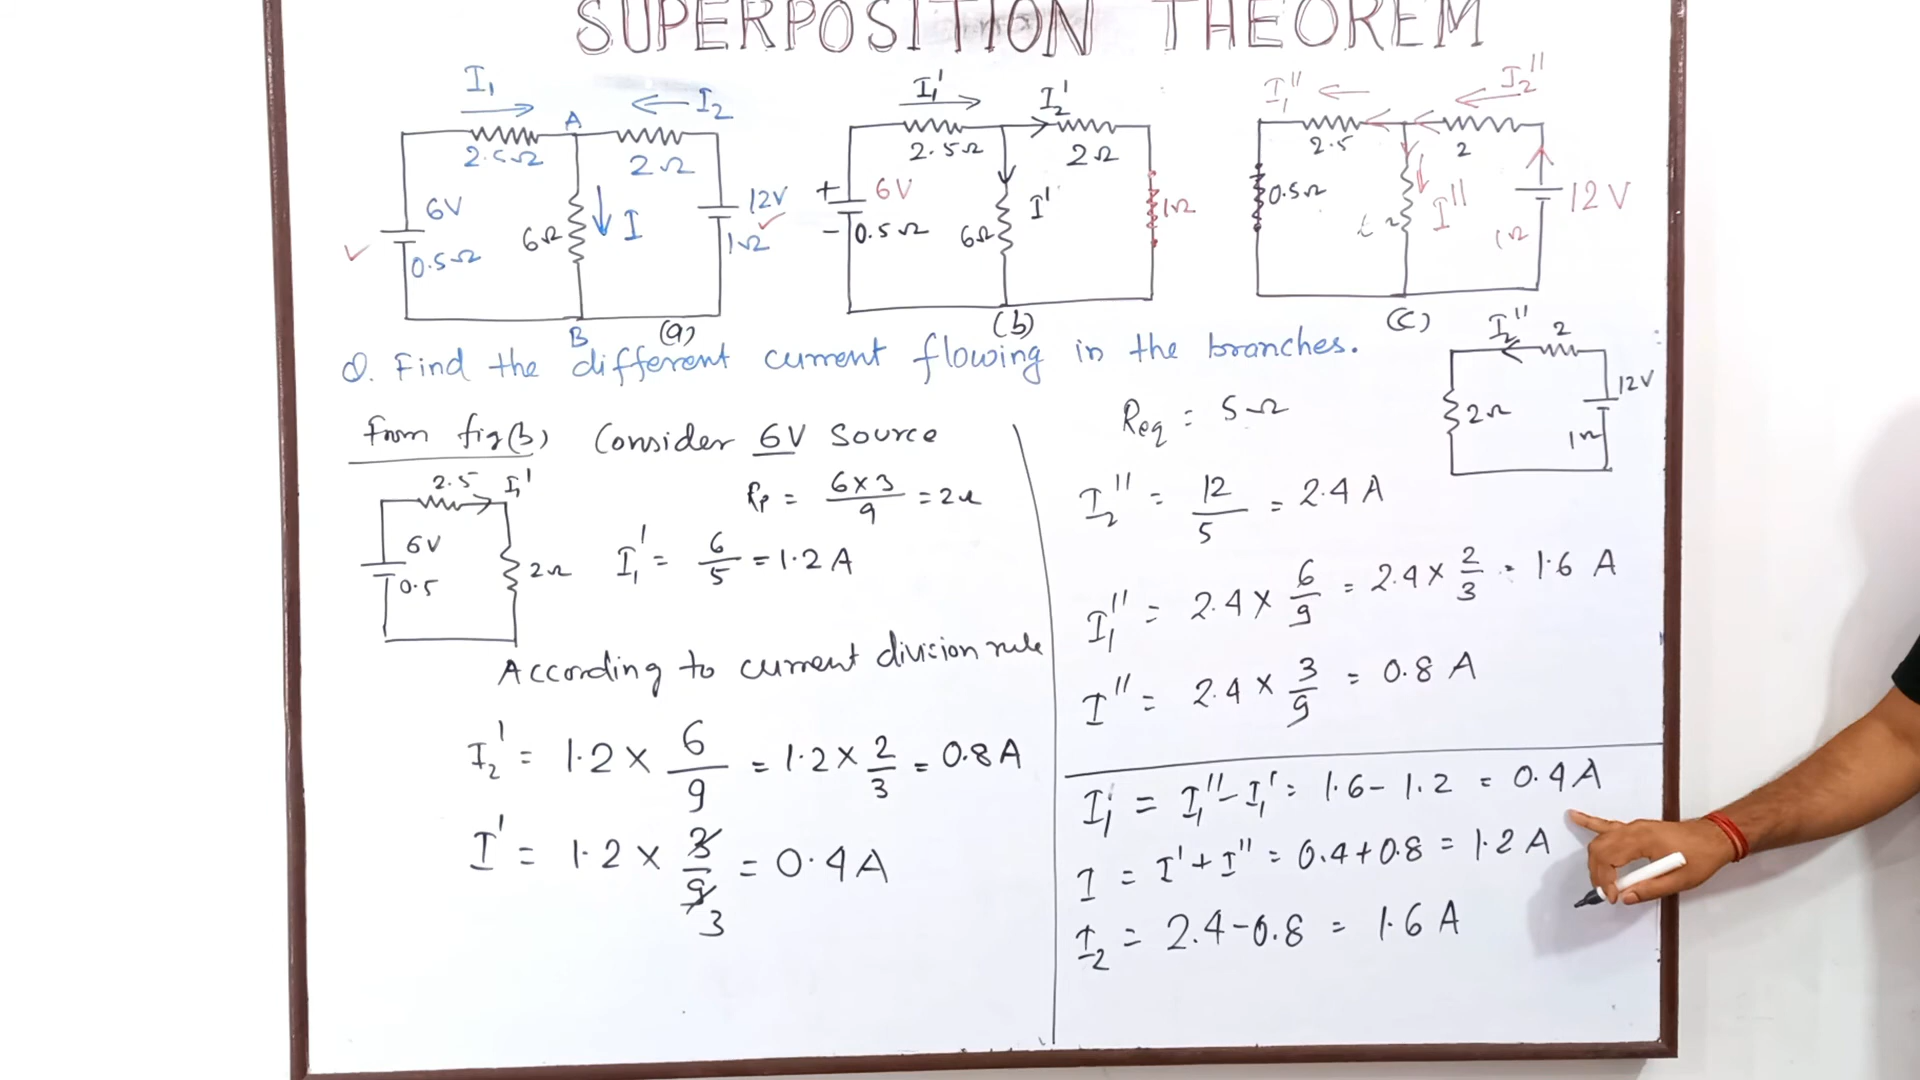 SUPERPOSITION THEOREM
I₁ I₂
A
2.5Ω 2Ω
6V 12V
6Ω I
0.5Ω 1Ω
B (a)
I₁' I₂'
2.5Ω 2Ω
+ 6V I' 1Ω
- 0.5Ω 6Ω
(b)
I₁'' I₂''
2.5 2
0.5Ω I'' 12V
1Ω
(c)
Q. Find the different current flowing in the branches.
From fig(b) Consider 6V Source
2.5 I₁'
6V
0.5 2Ω
Rp = 6×3/9 = 2Ω
I₁' = 6/5 = 1.2 A
According to current division rule
I₂' = 1.2 × 6/9 = 1.2 × 2/3 = 0.8 A
I' = 1.2 × 3/9 3 = 0.4 A
I₂'' 2
12V
2Ω 1Ω
Req = 5Ω
I₂'' = 12/5 = 2.4 A
I₁'' = 2.4 × 6/9 = 2.4 × 2/3 = 1.6 A
I'' = 2.4 × 3/9 = 0.8 A
I₁ = I₁'' - I₁' = 1.6 - 1.2 = 0.4 A
I = I' + I'' = 0.4 + 0.8 = 1.2 A
I₂ = 2.4 - 0.8 = 1.6 A